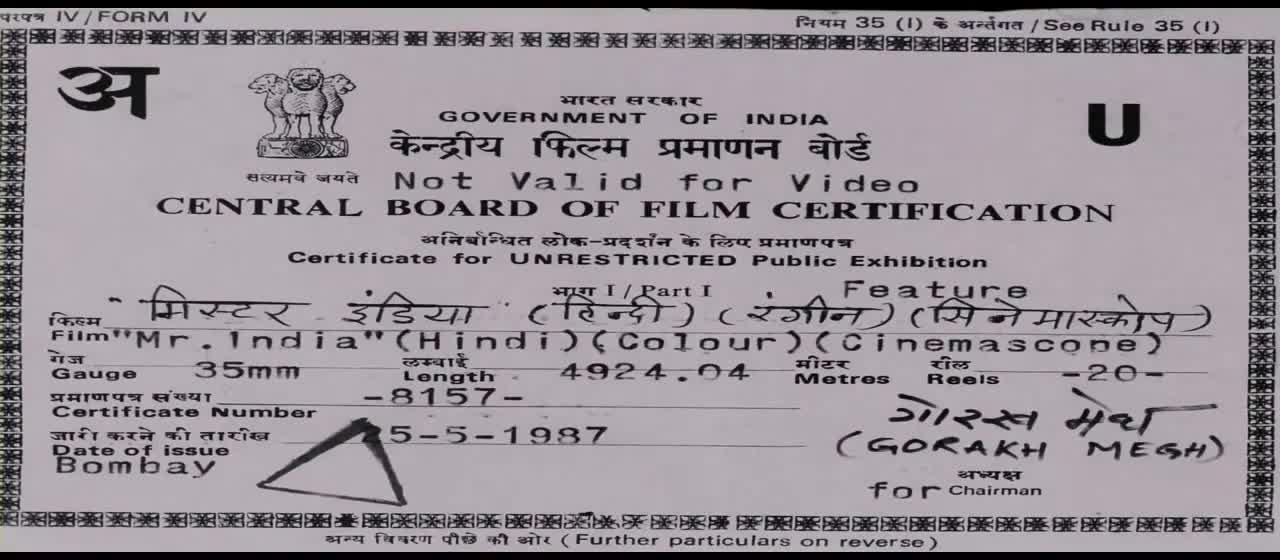 परपत्र IV / FORM IV
नियम 35 (I) के अर्न्तगत / See Rule 35 (I)
अ
U
भारत सरकार
GOVERNMENT OF INDIA
केन्द्रीय फिल्म प्रमाणन बोर्ड
सत्यमेव जयते
Not Valid for Video
CENTRAL BOARD OF FILM CERTIFICATION
अनिर्बान्धित लोक-प्रदर्शन के लिए प्रमाणपत्र
Certificate for UNRESTRICTED Public Exhibition
भाग I / Part I Feature
फिल्म " मिस्टर इंडिया " (हिन्दी) (रंगीन) (सिनेमास्कोप)
Film "Mr. India" (Hindi) (Colour) (Cinemascope)
गेज लम्बाई मीटर रील
Gauge 35mm Length 4924.04 Metres Reels -20-
प्रमाणपत्र संख्या
Certificate Number -8157-
जारी करने की तारीख
Date of issue 25-5-1987
Bombay
गोरख मेघ
(GORAKH MEGH)
अध्यक्ष
for Chairman
अन्य विवरण पीछे की ओर (Further particulars on reverse)